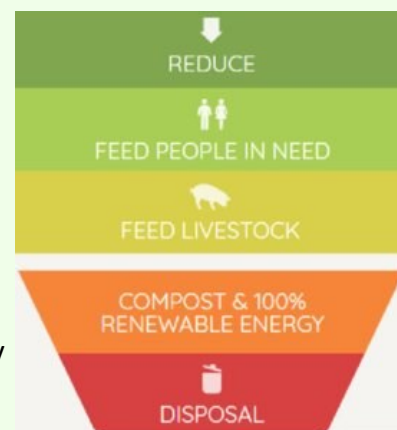 REDUCE
FEED PEOPLE IN NEED
FEED LIVESTOCK
COMPOST & 100%
RENEWABLE ENERGY
DISPOSAL